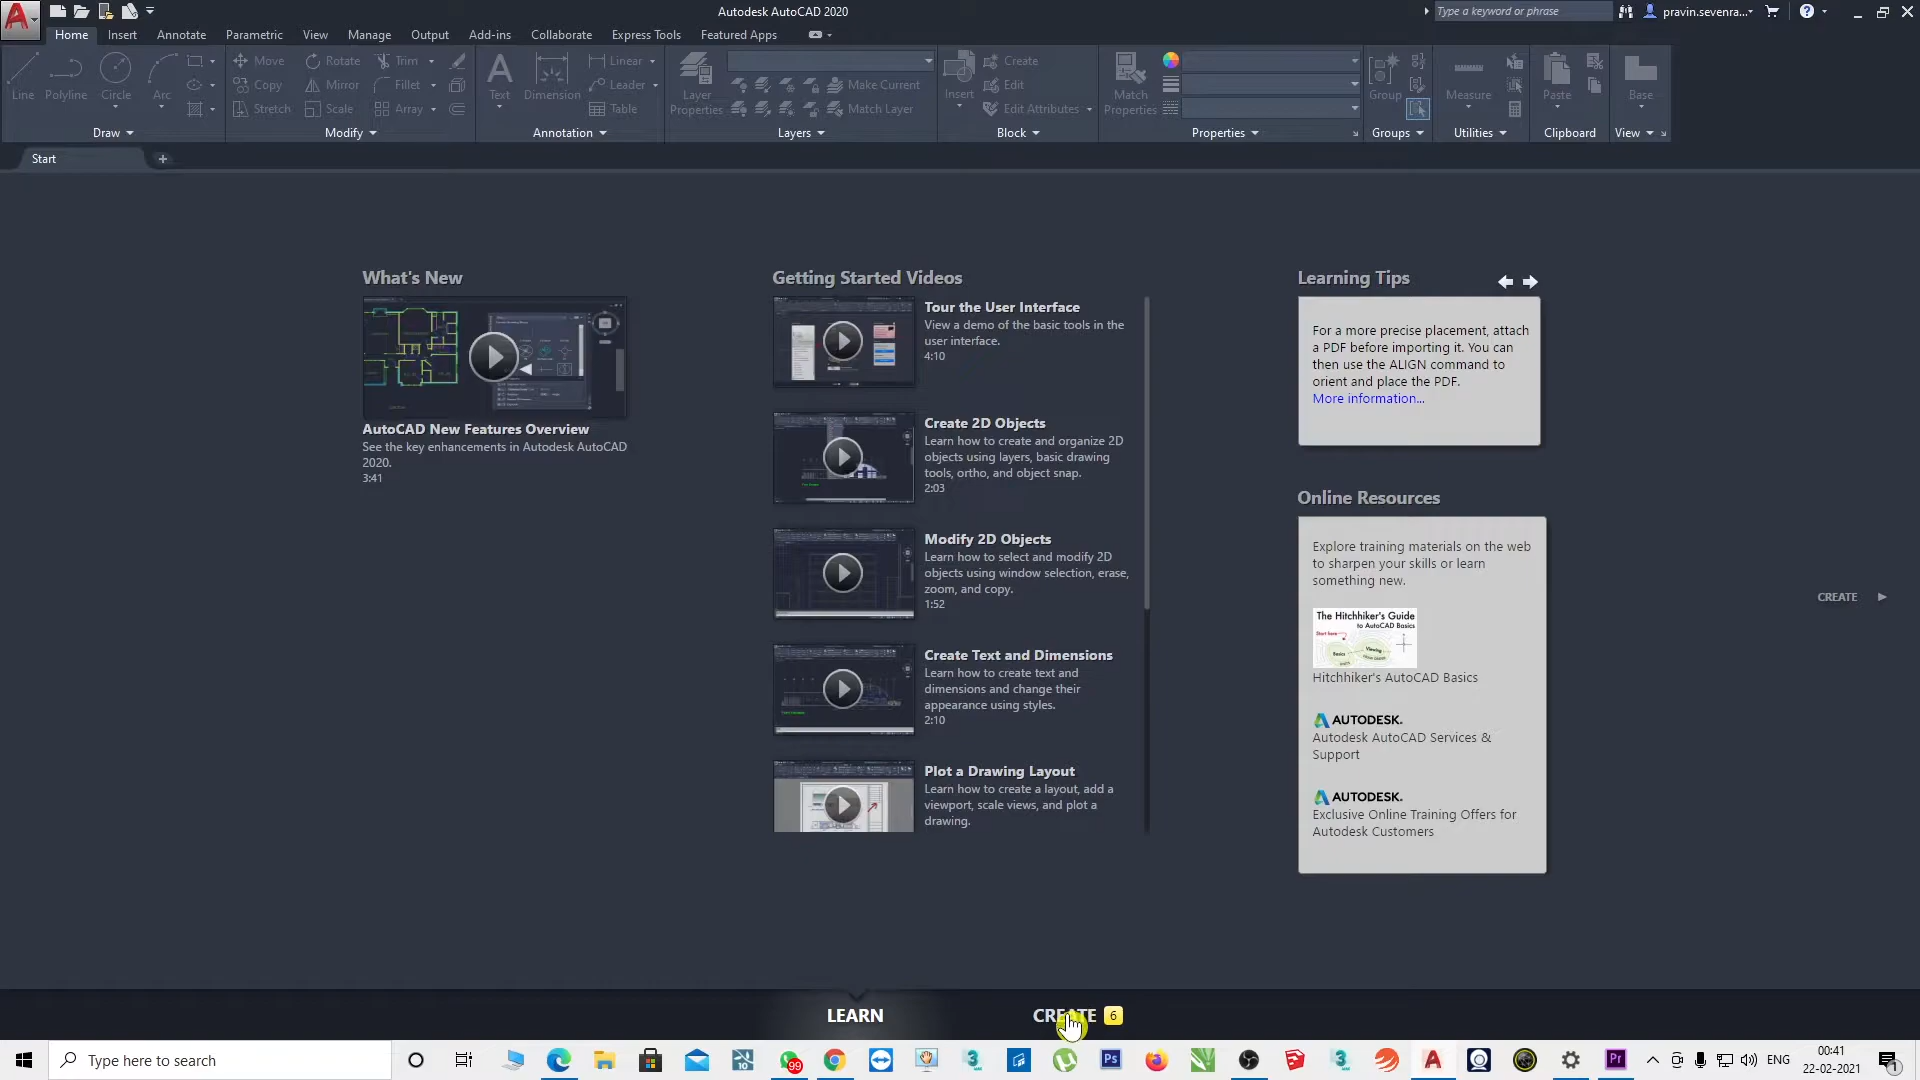 Autodesk AutoCAD 2020
Type a keyword or phrase
pravin.sevenra...
Home Insert Annotate Parametric View Manage Output Add-ins Collaborate Express Tools Featured Apps
Line Polyline Circle Arc
Move Rotate Trim
Copy Mirror Fillet
Stretch Scale Array
Text Dimension
Linear
Leader
Table
Layer
Properties
Make Current
Match Layer
Insert
Create
Edit
Edit Attributes
Match
Properties
Group
Measure
Paste
Base
Draw Modify Annotation Layers Block Properties Groups Utilities Clipboard View
Start
What's New
AutoCAD New Features Overview
See the key enhancements in Autodesk AutoCAD
2020.
3:41
Getting Started Videos
Tour the User Interface
View a demo of the basic tools in the
user interface.
4:10
Create 2D Objects
Learn how to create and organize 2D
objects using layers, basic drawing
tools, ortho, and object snap.
2:03
Modify 2D Objects
Learn how to select and modify 2D
objects using window selection, erase,
zoom, and copy.
1:52
Create Text and Dimensions
Learn how to create text and
dimensions and change their
appearance using styles.
2:10
Plot a Drawing Layout
Learn how to create a layout, add a
viewport, scale views, and plot a
drawing.
Learning Tips
For a more precise placement, attach
a PDF before importing it. You can
then use the ALIGN command to
orient and place the PDF.
More information...
Online Resources
Explore training materials on the web
to sharpen your skills or learn
something new.
The Hitchhiker's Guide
to AutoCAD Basics
Start here
Basics
Viewing
Hitchhiker's AutoCAD Basics
AUTODESK.
Autodesk AutoCAD Services &
Support
AUTODESK.
Exclusive Online Training Offers for
Autodesk Customers
CREATE
LEARN
CREATE 6
Type here to search
99
Ps
Pr
ENG
00:41
22-02-2021
1